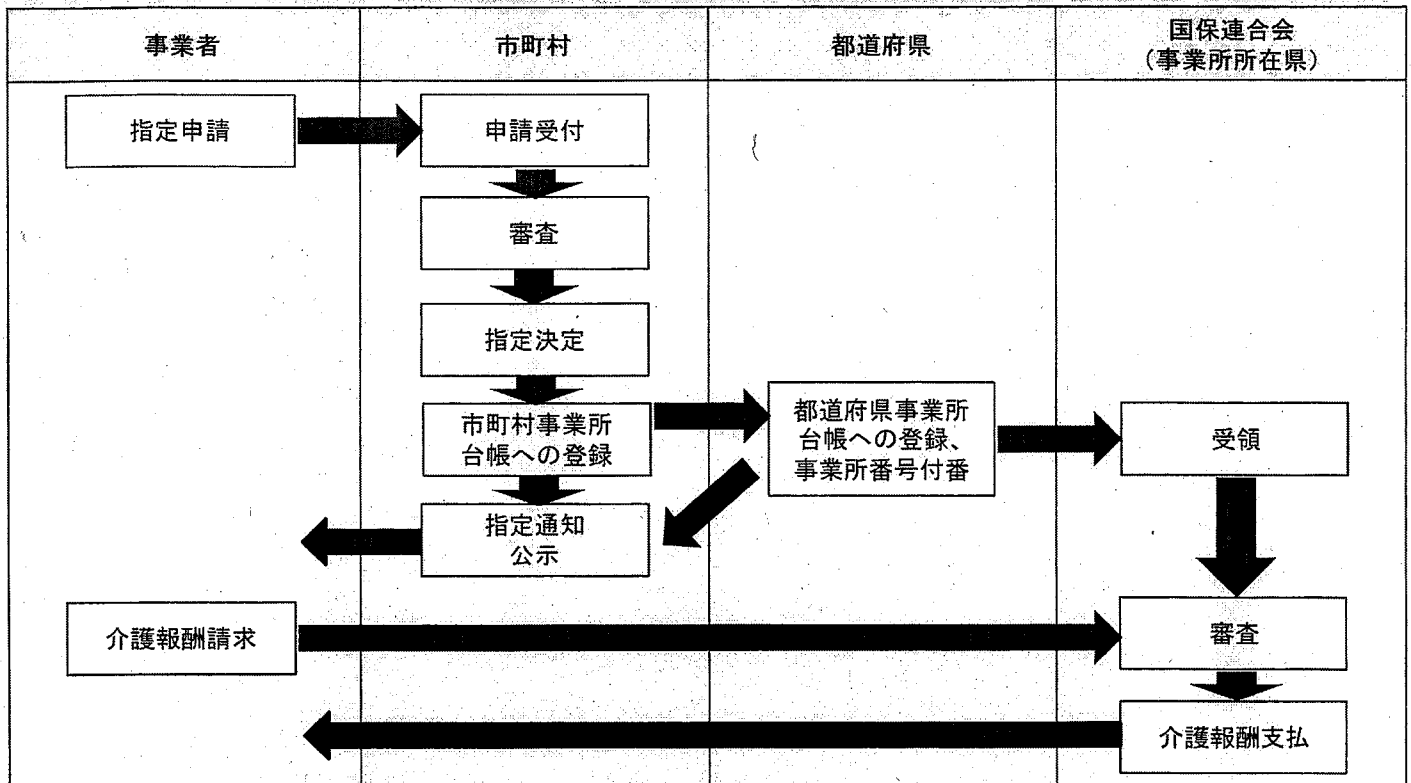 事業者
市町村
都道府県
国保連合会
（事業所所在県）
指定申請
申請受付
審査
指定決定
市町村事業所
台帳への登録
都道府県事業所
台帳への登録、
事業所番号付番
受領
指定通知
公示
介護報酬請求
審査
介護報酬支払